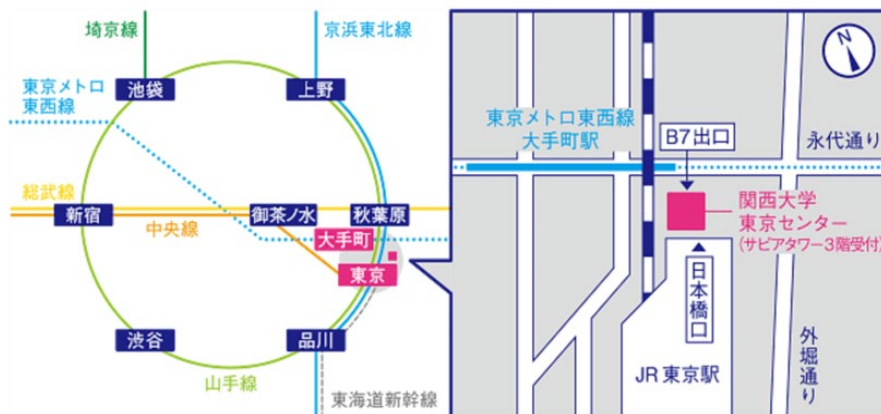 埼京線
京浜東北線
池袋
上野
東京メトロ
東西線
総武線
新宿
中央線
御茶ノ水
秋葉原
大手町
東京
渋谷
品川
山手線
東海道新幹線
N
東京メトロ東西線
大手町駅
B7出口
永代通り
関西大学
東京センター
(サピアタワー3階受付)
日本橋口
JR東京駅
外堀通り